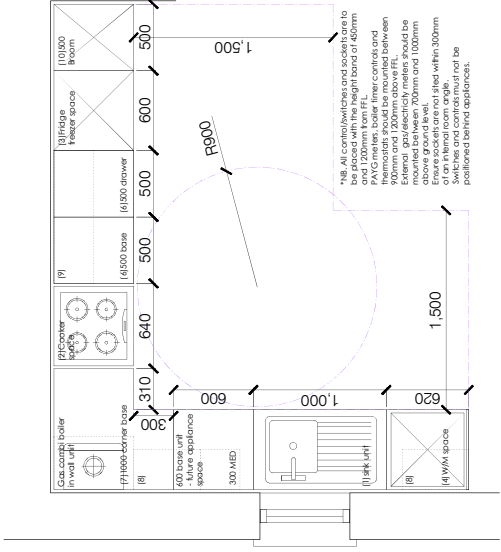 [10]500
Broom
[3]Fridge
freezer space
[6]500 drawer
[6]500 base
[9]
[2]Cooker
space
Gas combi boiler
in wall unit
[7]1000 corner base
[8]
600 base unit
- future appliance
space
300 MED
[1] sink unit
[8]
[4] W/M space
500
600
500
500
640
310
300
600
1,000
620
1,500
1,500
R900
*NB. All control/switches and sockets are to
be placed with the height band of 450mm
and 1200mm from FFL.
PAYG meters, boiler timer controls and
thermostats should be mounted between
900mm and 1200mm above FFL.
External gas/electricity meters should be
mounted between 700mm and 1000mm
above ground level.
Ensure sockets are not sited within 300mm
of an internal room angle.
Switches and controls must not be
positioned behind appliances.